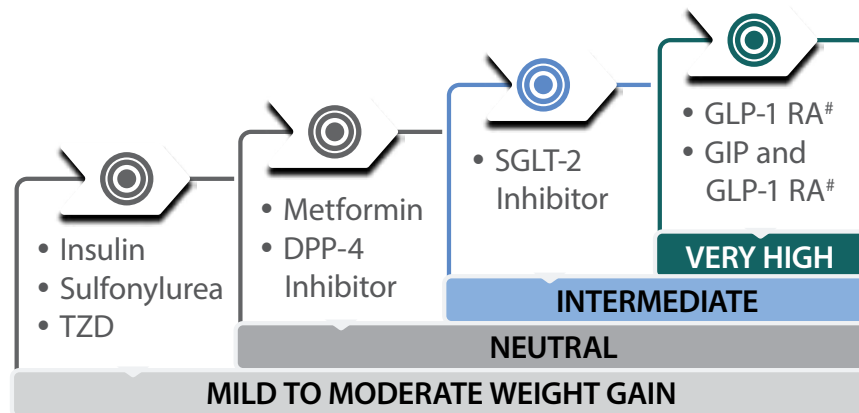 • Insulin
• Sulfonylurea
• TZD
• Metformin
• DPP-4
Inhibitor
• SGLT-2
Inhibitor
• GLP-1 RA#
• GIP and
GLP-1 RA#
VERY HIGH
INTERMEDIATE
NEUTRAL
MILD TO MODERATE WEIGHT GAIN